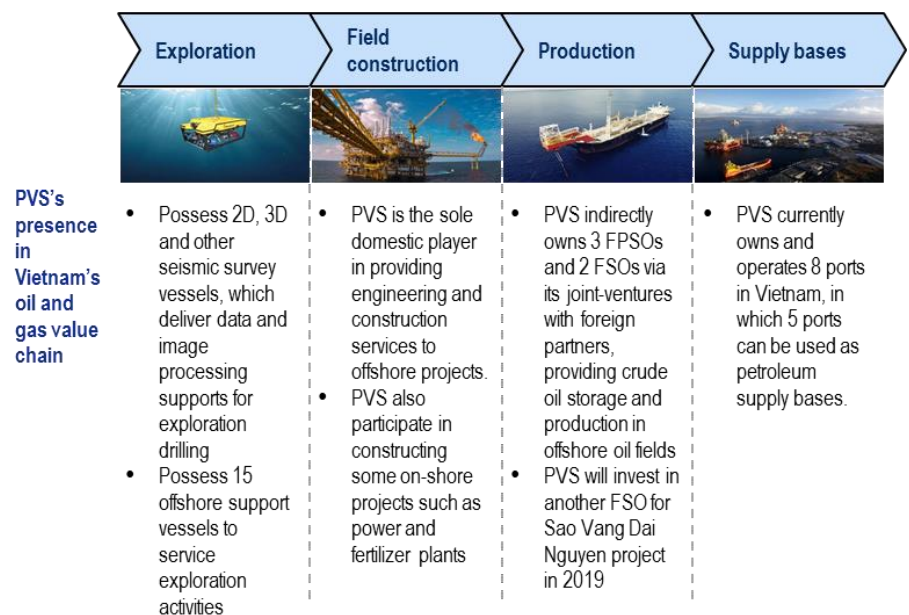 Exploration
Field
construction
Production
Supply bases
PVS's
presence
in
Vietnam's
oil and
gas value
chain
• Possess 2D, 3D
and other
seismic survey
vessels, which
deliver data and
image
processing
supports for
exploration
drilling
• Possess 15
offshore support
vessels to
service
exploration
activities
• PVS is the sole
domestic player
in providing
engineering and
construction
services to
offshore projects.
• PVS also
participate in
constructing
some on-shore
projects such as
power and
fertilizer plants
• PVS indirectly
owns 3 FPSOs
and 2 FSOs via
its joint-ventures
with foreign
partners,
providing crude
oil storage and
production in
offshore oil fields
• PVS will invest in
another FSO for
Sao Vang Dai
Nguyen project
in 2019
• PVS currently
owns and
operates 8 ports
in Vietnam, in
which 5 ports
can be used as
petroleum
supply bases.